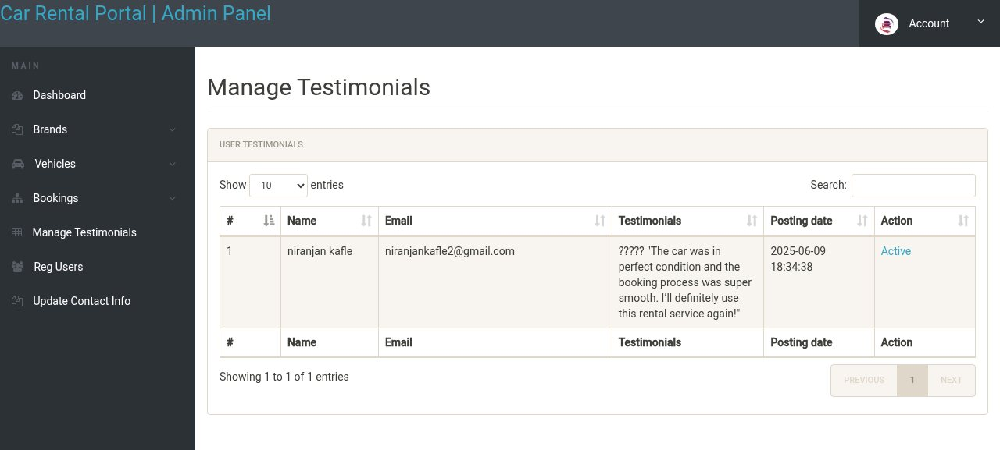 Car Rental Portal | Admin Panel
Account
MAIN
Dashboard
Brands
Vehicles
Bookings
Manage Testimonials
Reg Users
Update Contact Info
Manage Testimonials
USER TESTIMONIALS
Show 10 entries
Search:
# Name Email Testimonials Posting date Action
1 niranjan kafle niranjankafle2@gmail.com ????? "The car was in 2025-06-09 Active
perfect condition and the 18:34:38
booking process was super
smooth. I’ll definitely use
this rental service again!"
# Name Email Testimonials Posting date Action
Showing 1 to 1 of 1 entries
PREVIOUS 1 NEXT